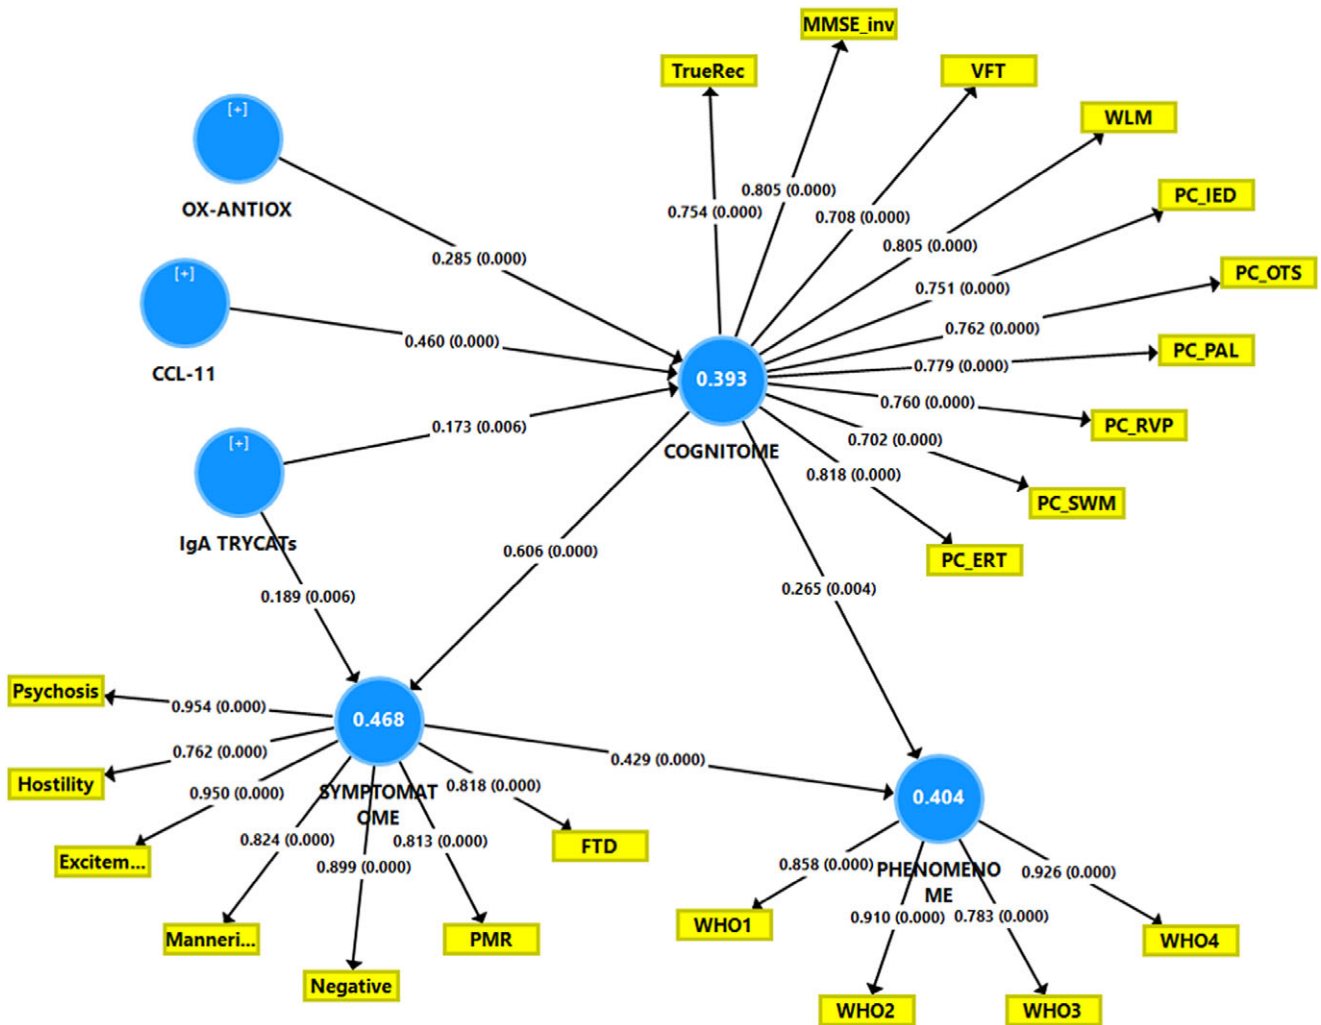 MMSE_inv
TrueRec
VFT
WLM
[+]
OX-ANTIOX
PC_IED
0.805 (0.000)
0.754 (0.000)
0.708 (0.000)
0.805 (0.000)
0.285 (0.000)
[+]
CCL-11
PC_OTS
0.751 (0.000)
0.762 (0.000)
0.460 (0.000)
PC_PAL
0.779 (0.000)
0.393
COGNITOME
0.760 (0.000)
PC_RVP
[+]
IgA TRYCATs
0.173 (0.006)
0.702 (0.000)
0.818 (0.000)
PC_SWM
PC_ERT
0.606 (0.000)
0.265 (0.004)
0.189 (0.006)
Psychosis
0.954 (0.000)
0.468
SYMPTOMAT
OME
0.762 (0.000)
Hostility
0.950 (0.000)
0.429 (0.000)
0.818 (0.000)
0.824 (0.000)
0.813 (0.000)
0.899 (0.000)
Excitem...
FTD
0.404
PHENOMENO
ME
0.858 (0.000)
0.926 (0.000)
0.910 (0.000)
0.783 (0.000)
Manneri...
PMR
WHO1
WHO4
Negative
WHO2
WHO3